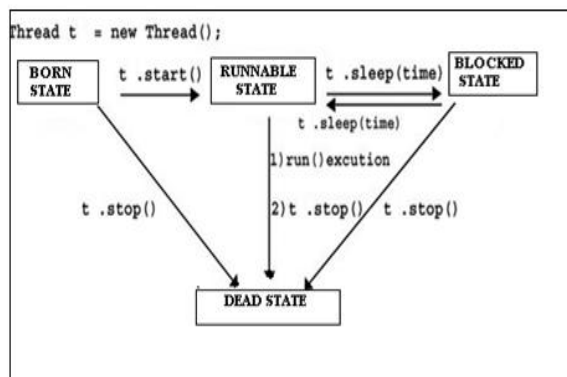 Thread t = new Thread();
BORN
STATE
t .start()
RUNNABLE
STATE
t .sleep(time)
BLOCKED
STATE
t .sleep(time)
1)run()excution
t .stop()
2)t .stop()
t .stop()
DEAD STATE